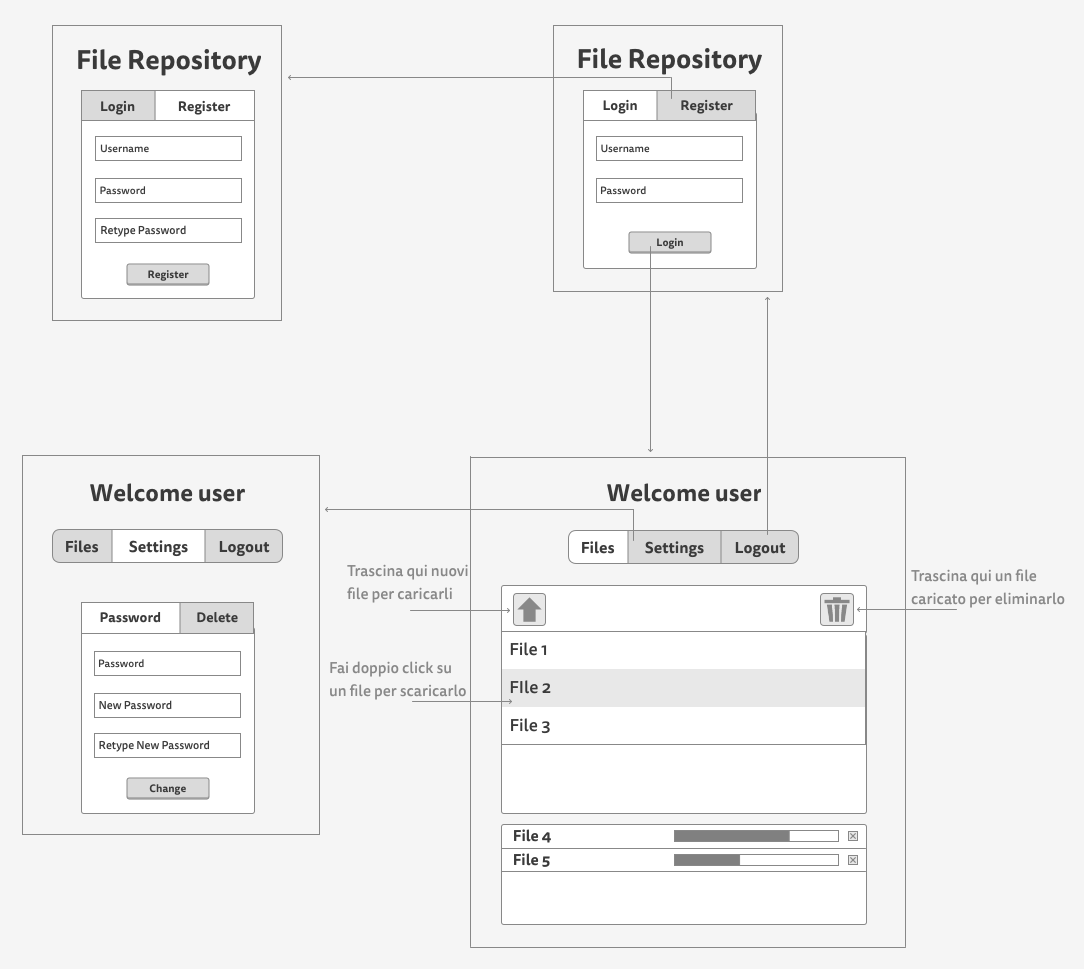 File Repository
Login Register
Username
Password
Retype Password
Register
File Repository
Login Register
Username
Password
Login
Welcome user
Files Settings Logout
Password Delete
Password
New Password
Retype New Password
Change
Welcome user
Files Settings Logout
Trascina qui nuovi
file per caricarli
Trascina qui un file
caricato per eliminarlo
Fai doppio click su
un file per scaricarlo
File 1
FIle 2
File 3
File 4
File 5